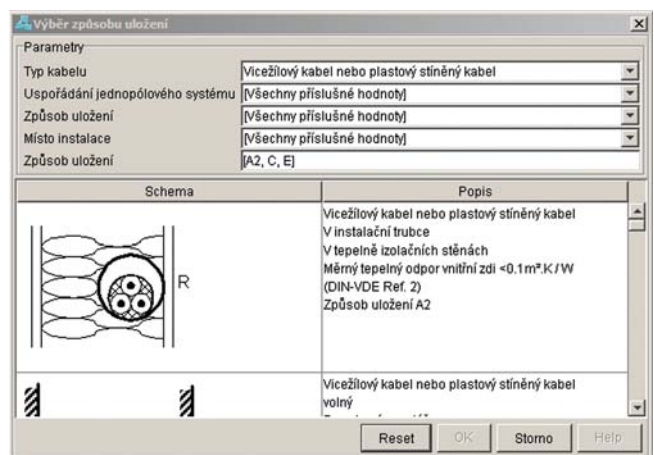 Výběr způsobu uložení
Parametry
Typ kabelu
Vícežílový kabel nebo plastový stíněný kabel
Uspořádání jednopólového systému
[Všechny příslušné hodnoty]
Způsob uložení
[Všechny příslušné hodnoty]
Místo instalace
[Všechny příslušné hodnoty]
Způsob uložení
[A2, C, E]
Schema
Popis
R
Vícežílový kabel nebo plastový stíněný kabel
V instalační trubce
V tepelně izolačních stěnách
Měrný tepelný odpor vnitřní zdi <0.1m².K / W
(DIN-VDE Ref. 2)
Způsob uložení A2
Vícežílový kabel nebo plastový stíněný kabel
volný
Reset
OK
Storno
Help